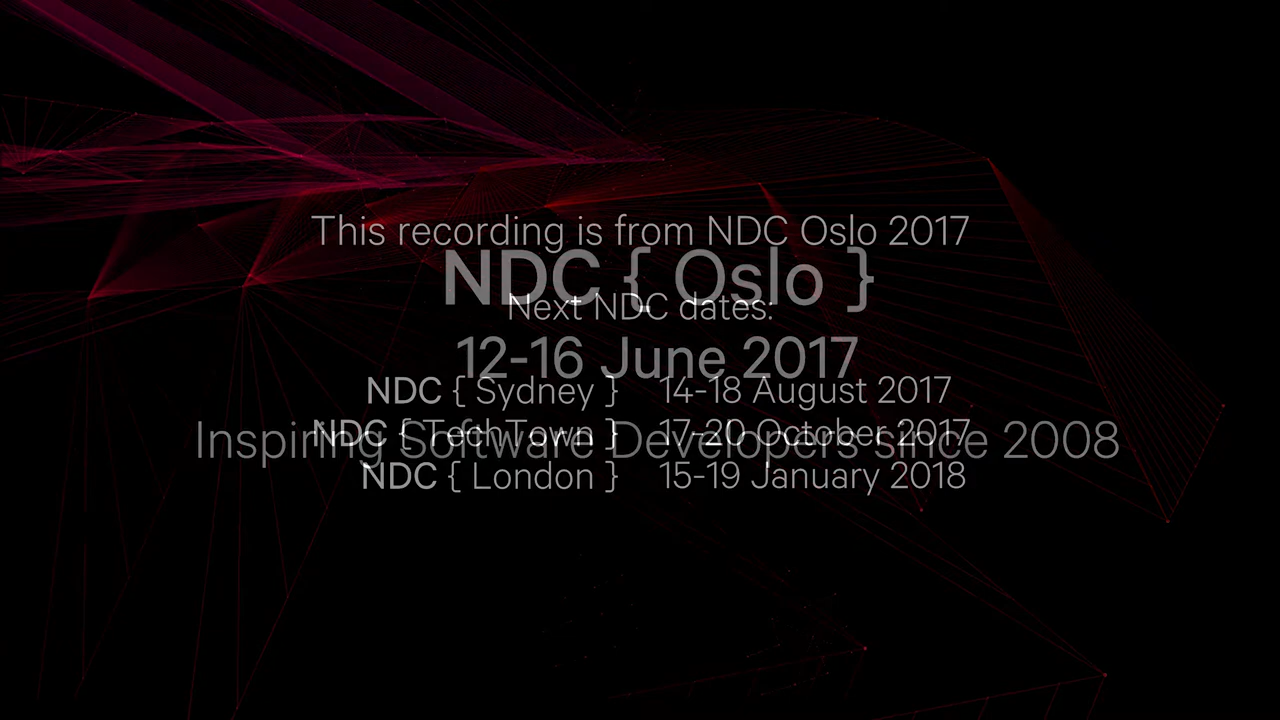 This recording is from NDC Oslo 2017
NDC { Oslo }
Next NDC dates:
12-16 June 2017
NDC { Sydney } 14-18 August 2017
NDC { TechTown } 17-20 October 2017
Inspiring Software Developers since 2008
NDC { London } 15-19 January 2018